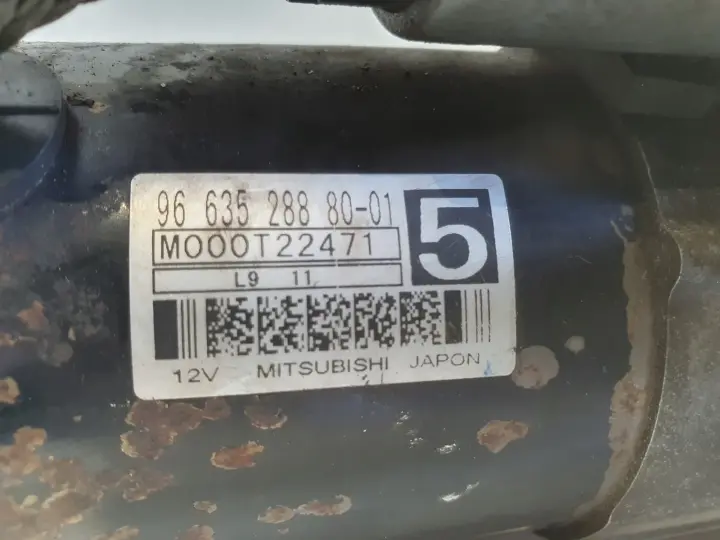 96 635 288 80-01
M000T22471
5
L9 11
12V MITSUBISHI JAPON